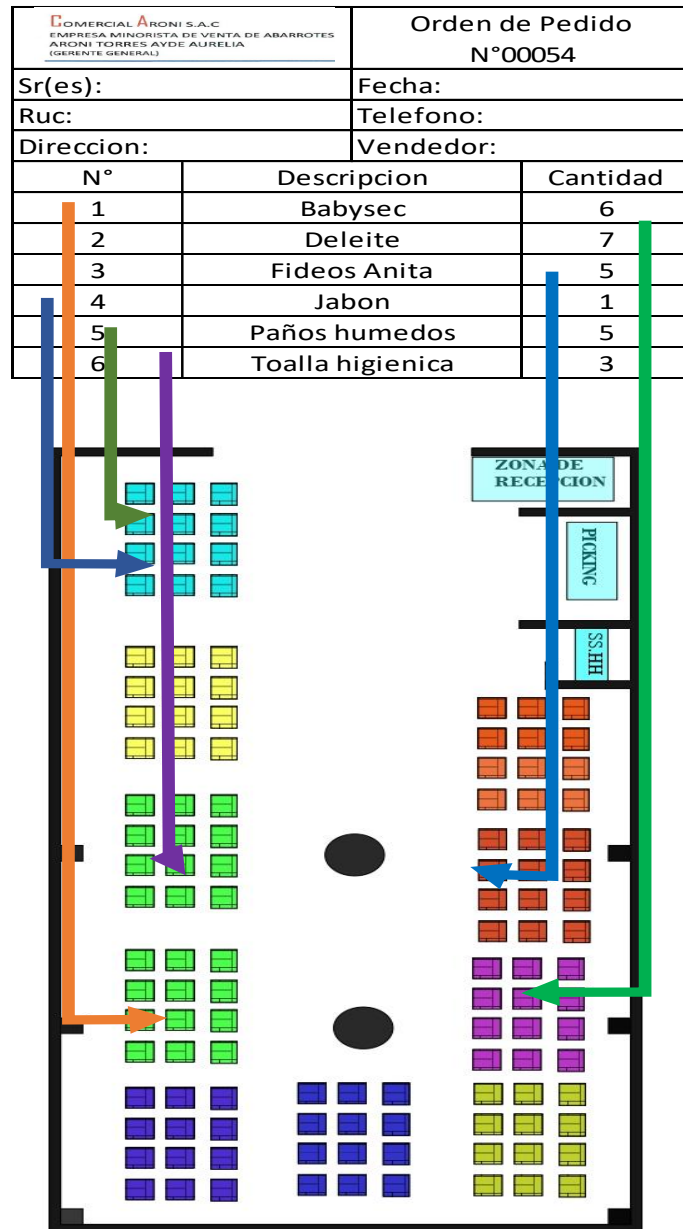 COMERCIAL ARONI S.A.C
EMPRESA MINORISTA DE VENTA DE ABARROTES
ARONI TORRES AYDE AURELIA
(GERENTE GENERAL)
Orden de Pedido
N°00054
Sr(es): Fecha:
Ruc: Telefono:
Direccion: Vendedor:
N° Descripcion Cantidad
1 Babysec 6
2 Deleite 7
3 Fideos Anita 5
4 Jabon 1
5 Paños humedos 5
6 Toalla higienica 3
ZONA DE
RECEPCION
PICKING
SS.HH